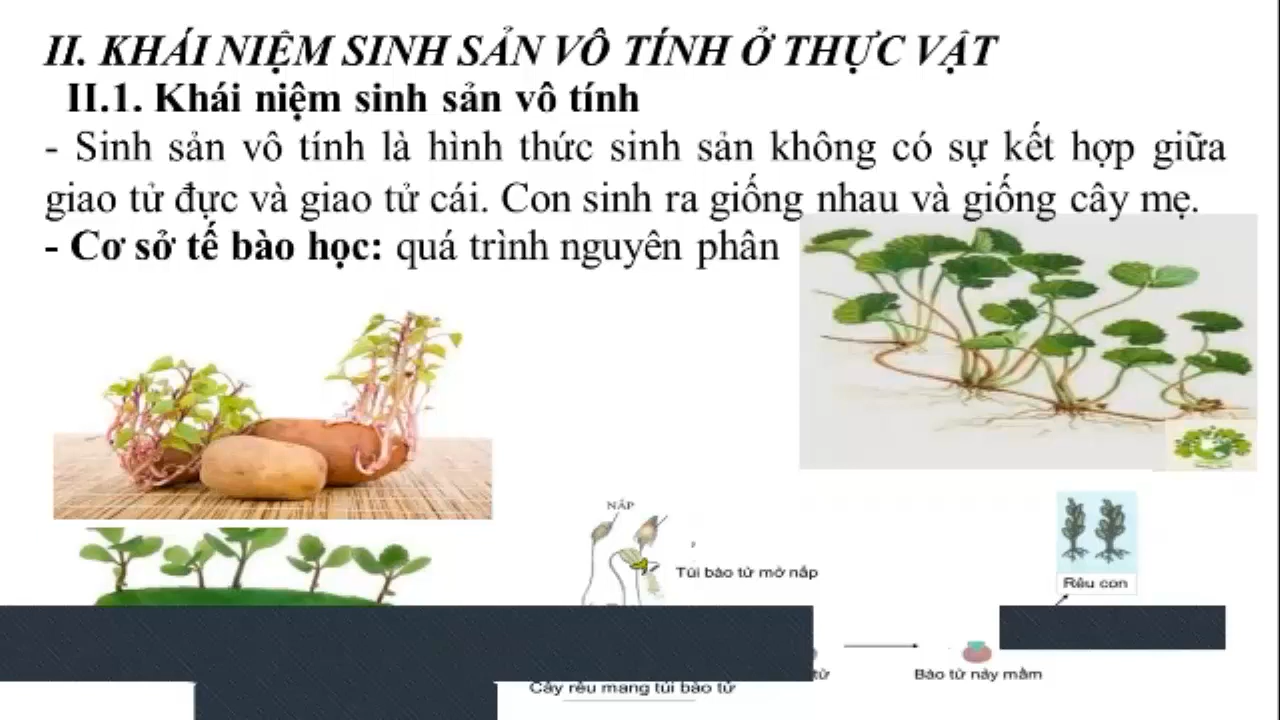 II. KHÁI NIỆM SINH SẢN VÔ TÍNH Ở THỰC VẬT
II.1. Khái niệm sinh sản vô tính
- Sinh sản vô tính là hình thức sinh sản không có sự kết hợp giữa
giao tử đực và giao tử cái. Con sinh ra giống nhau và giống cây mẹ.
- Cơ sở tế bào học: quá trình nguyên phân
NẮP
Túi bào tử mở nắp
Rêu con
tử
Bào tử nảy mầm
Cây rêu mang túi bào tử